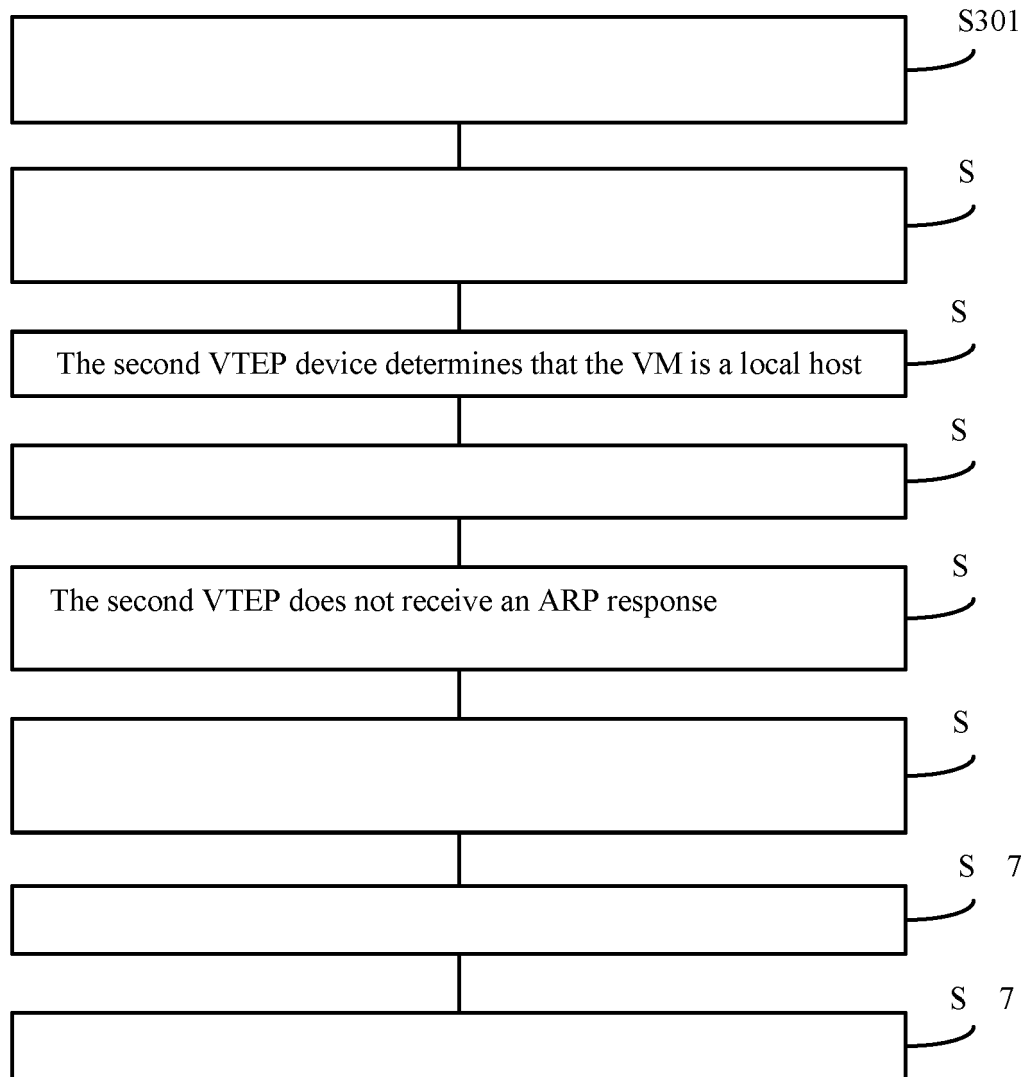 S301
S
S
The second VTEP device determines that the VM is a local host
S
S
The second VTEP does not receive an ARP response
S
S 7
S 7